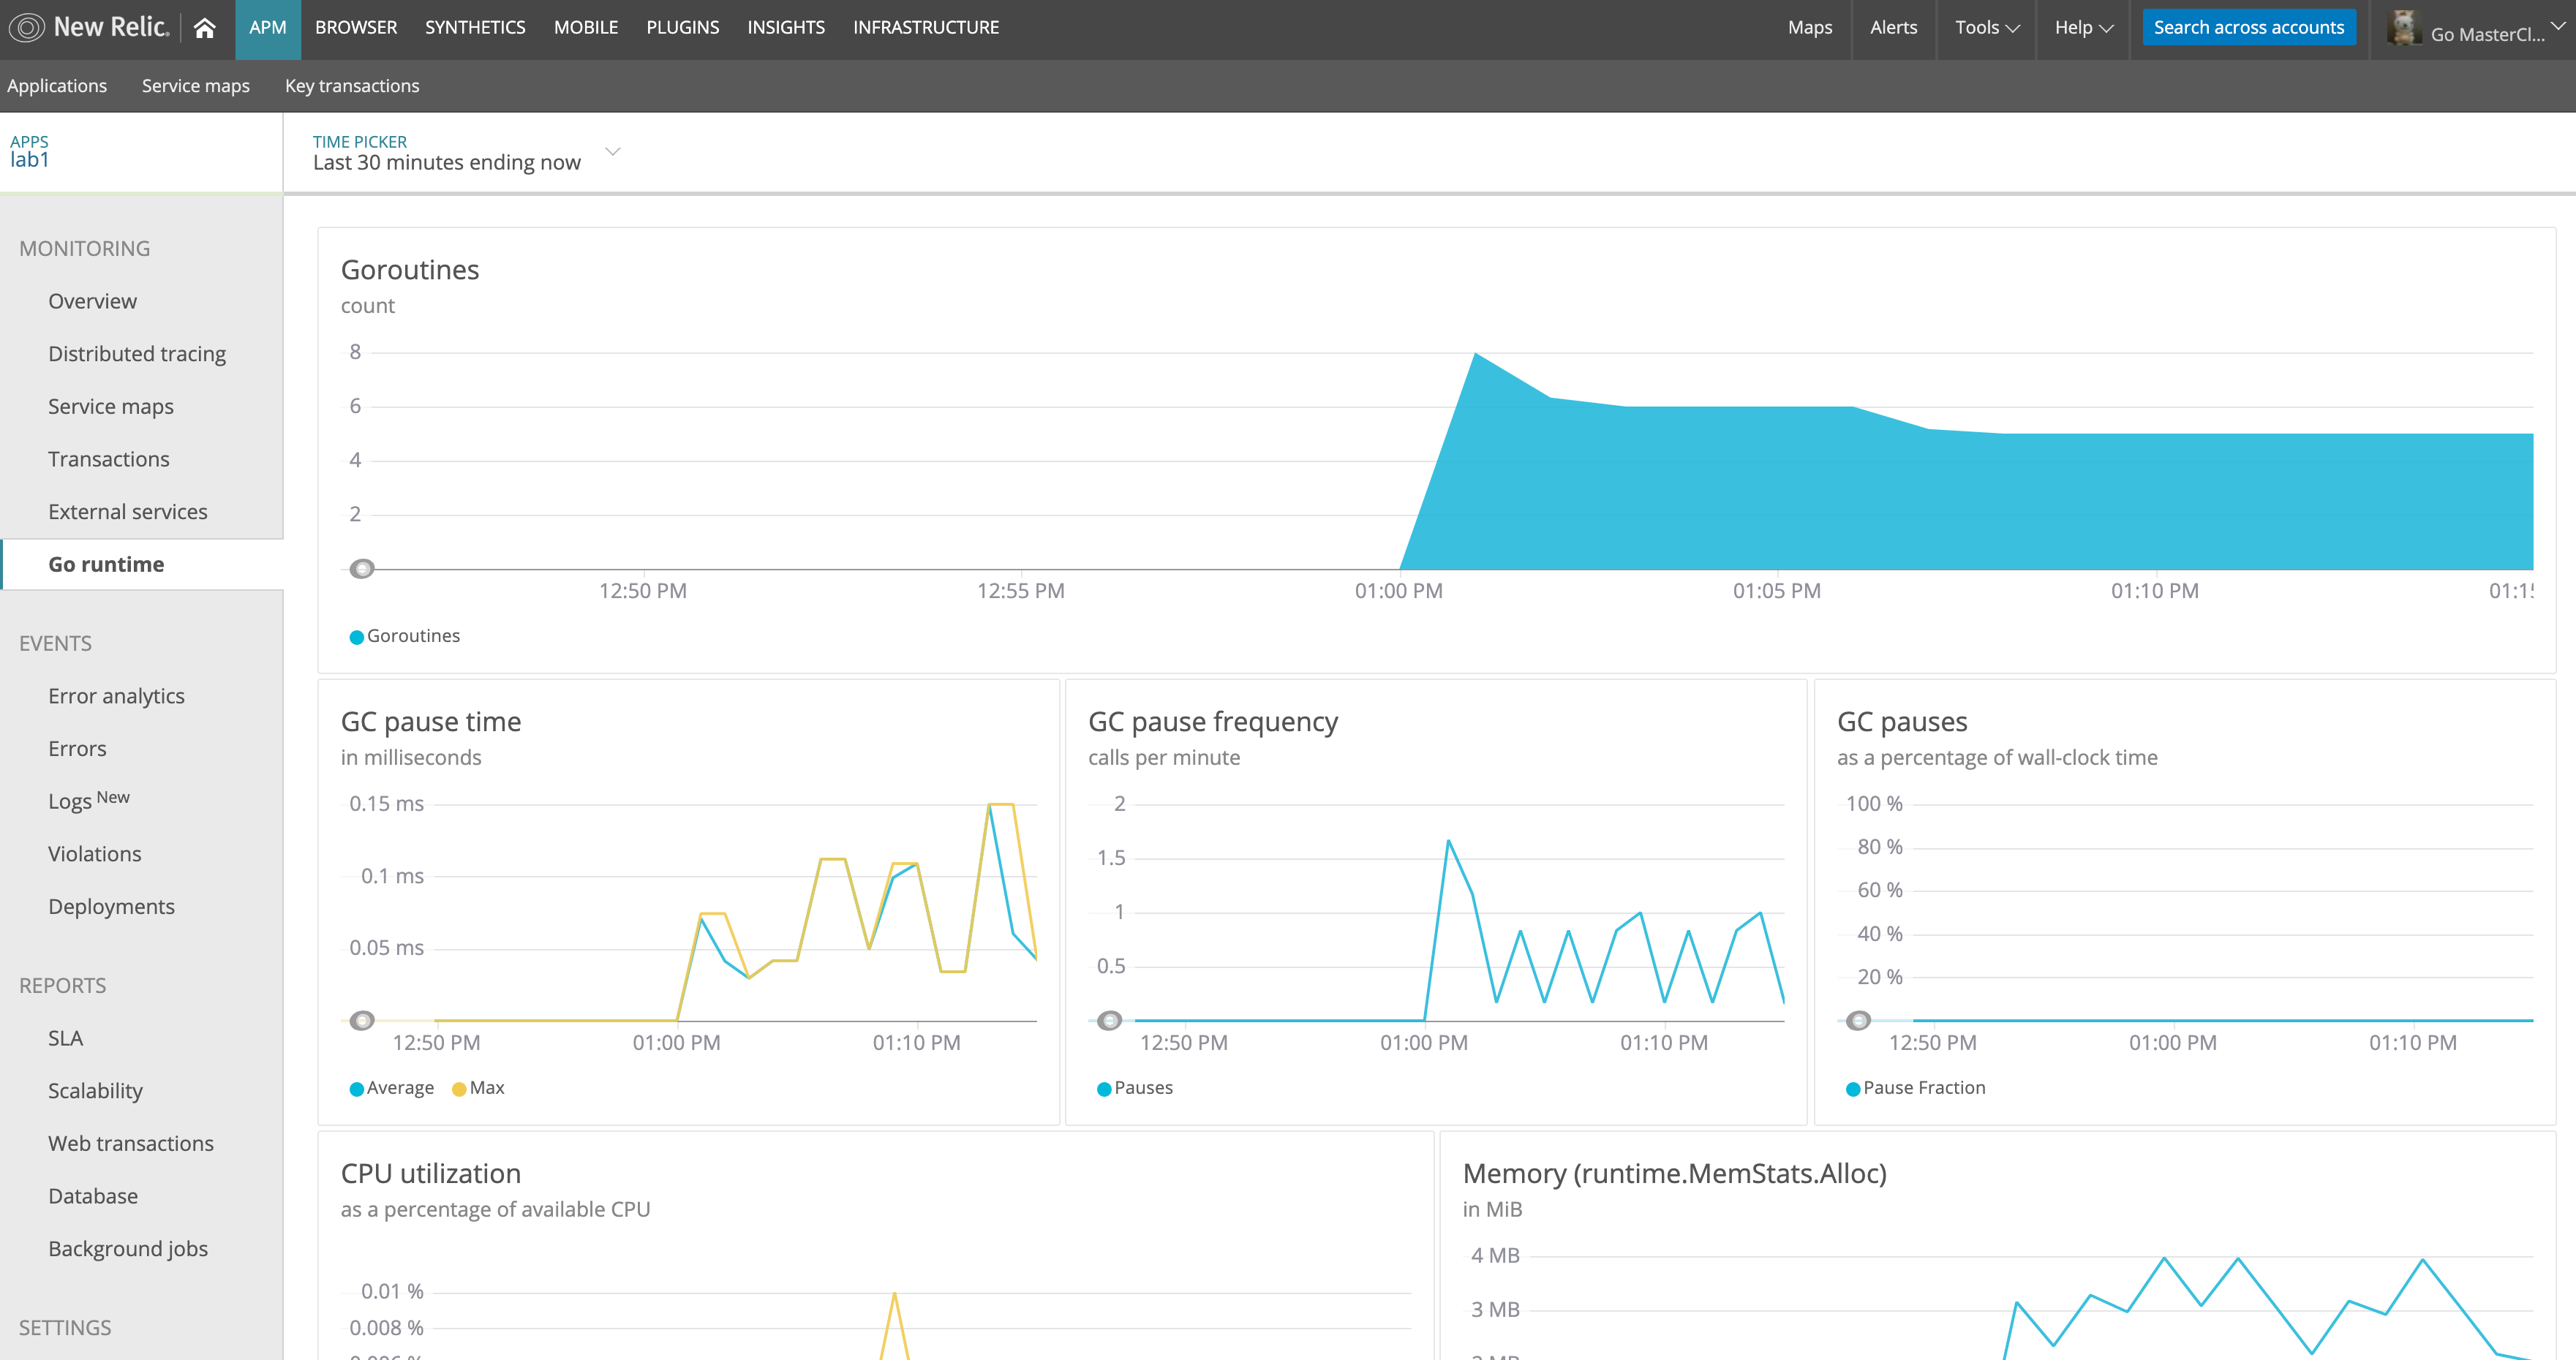 New Relic.
APM BROWSER SYNTHETICS MOBILE PLUGINS INSIGHTS INFRASTRUCTURE Maps Alerts Tools Help Search across accounts Go MasterCl...
Applications Service maps Key transactions
APPS
lab1
TIME PICKER
Last 30 minutes ending now
MONITORING
Overview
Distributed tracing
Service maps
Transactions
External services
Go runtime
EVENTS
Error analytics
Errors
Logs New
Violations
Deployments
REPORTS
SLA
Scalability
Web transactions
Database
Background jobs
SETTINGS
Goroutines
count
8
6
4
2
12:50 PM 12:55 PM 01:00 PM 01:05 PM 01:10 PM 01:15
Goroutines
GC pause time
in milliseconds
0.15 ms
0.1 ms
0.05 ms
12:50 PM 01:00 PM 01:10 PM
Average Max
GC pause frequency
calls per minute
2
1.5
1
0.5
12:50 PM 01:00 PM 01:10 PM
Pauses
GC pauses
as a percentage of wall-clock time
100 %
80 %
60 %
40 %
20 %
12:50 PM 01:00 PM 01:10 PM
Pause Fraction
CPU utilization
as a percentage of available CPU
0.01 %
0.008 %
Memory (runtime.MemStats.Alloc)
in MiB
4 MB
3 MB